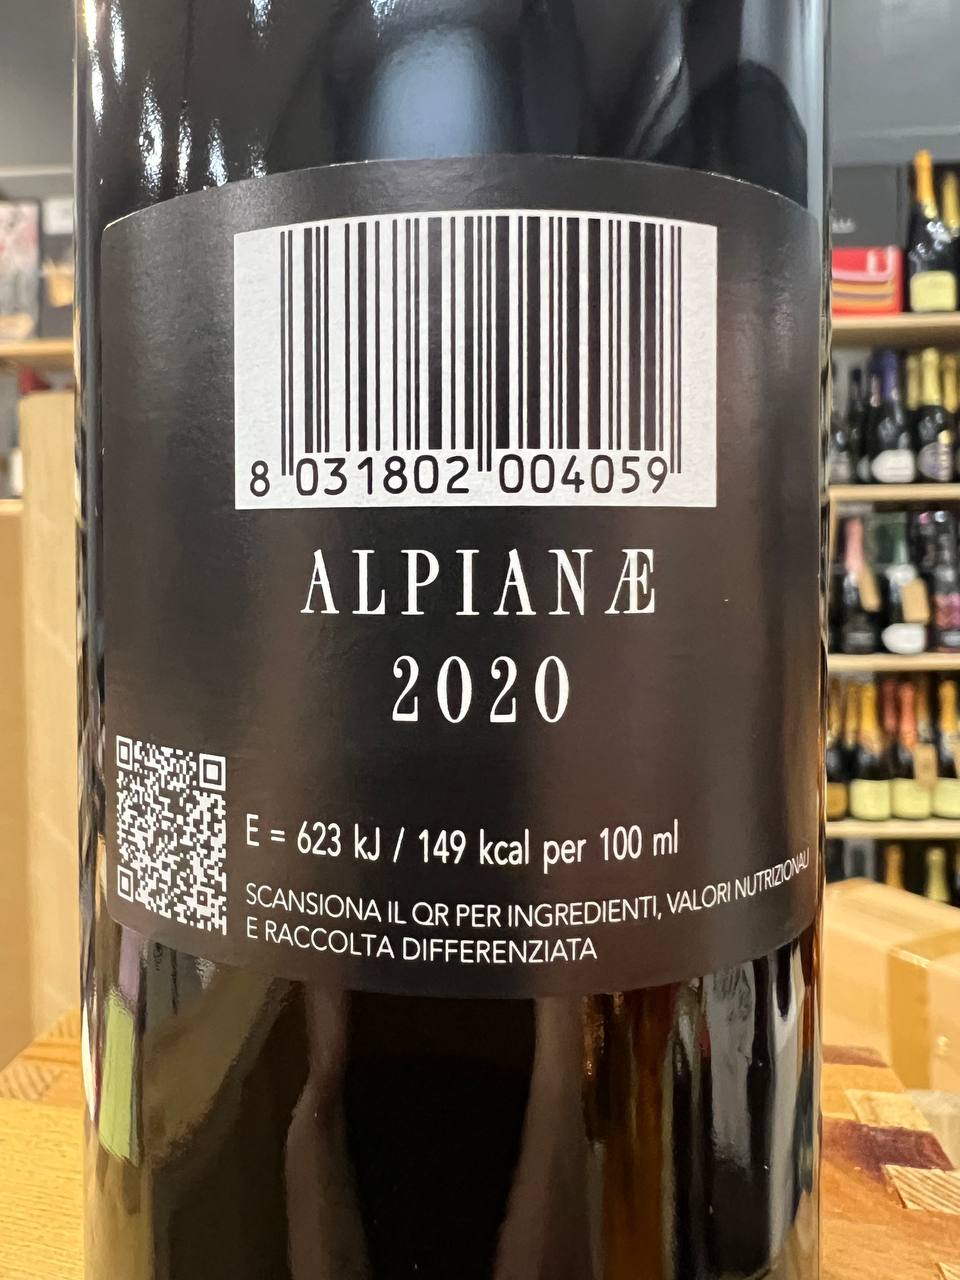 8 031802 004059
ALPIANÆ
2020
E = 623 kJ / 149 kcal per 100 ml
SCANSIONA IL QR PER INGREDIENTI, VALORI NUTRIZIONALI
E RACCOLTA DIFFERENZIATA